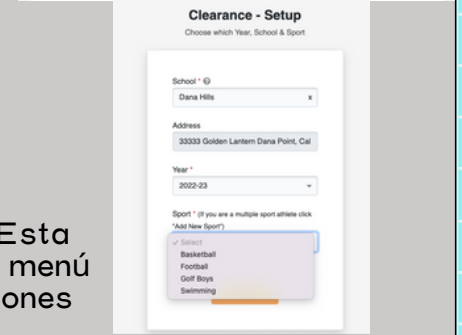 Clearance - Setup
Choose which Year, School & Sport
School *
Dana Hills x
Address
33333 Golden Lantern Dana Point, Cal
Year *
2022-23
Sport * (If you are a multiple sport athlete click
"Add New Sport")
✓ Select
Basketball
Football
Golf Boys
Swimming
Esta
menú
ones